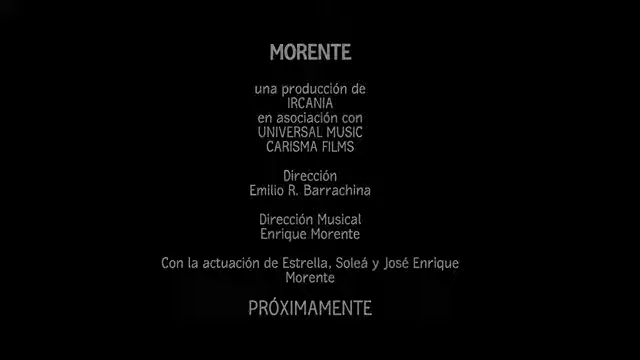 MORENTE
una producción de
IRCANIA
en asociación con
UNIVERSAL MUSIC
CARISMA FILMS
Dirección
Emilio R. Barrachina
Dirección Musical
Enrique Morente
Con la actuación de Estrella, Soleá y José Enrique
Morente
PRÓXIMAMENTE